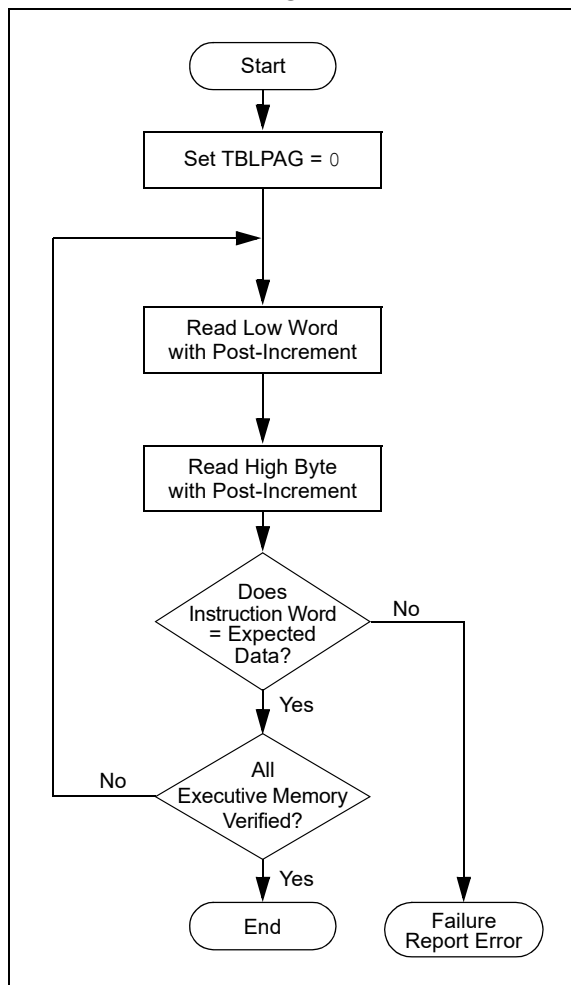 Start
Set TBLPAG = 0
Read Low Word
with Post-Increment
Read High Byte
with Post-Increment
Does
Instruction Word
= Expected
Data?
No
Yes
All
Executive Memory
Verified?
No
Yes
End
Failure
Report Error